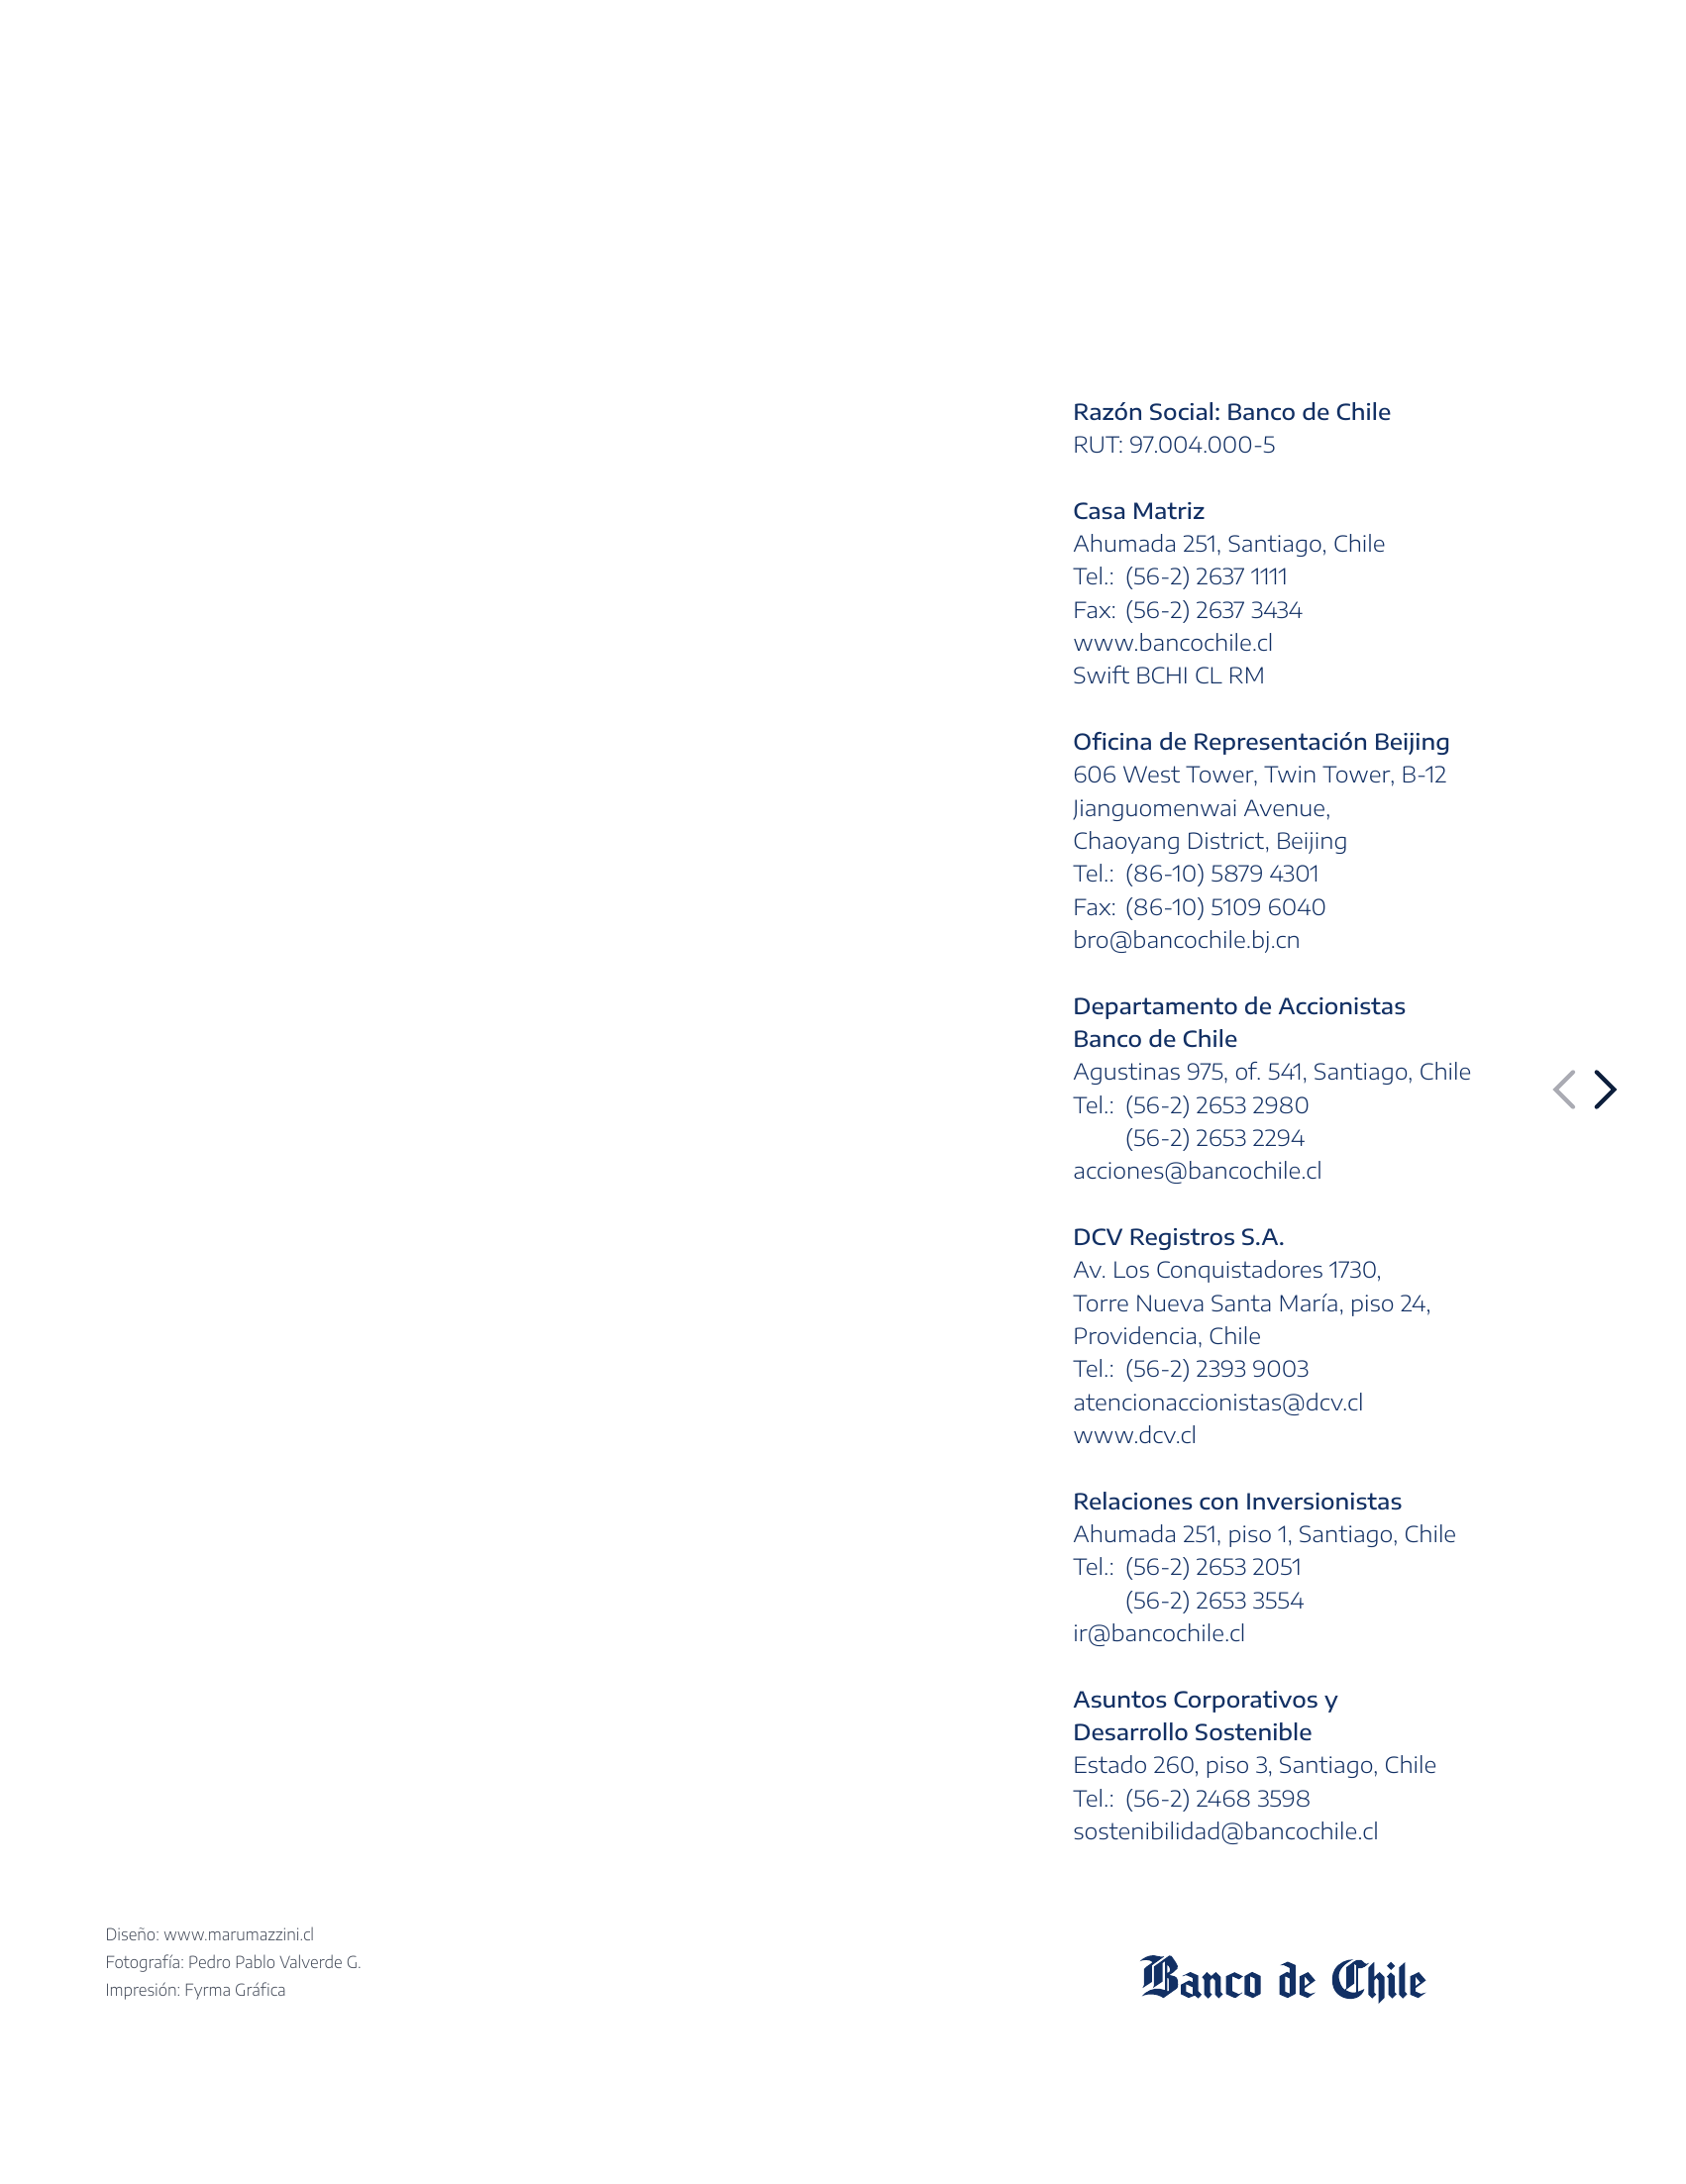 Razón Social: Banco de Chile
RUT: 97.004.000-5
Casa Matriz
Ahumada 251, Santiago, Chile
Tel.: (56-2) 2637 1111
Fax: (56-2) 2637 3434
www.bancochile.cl
Swift BCHI CL RM
Oficina de Representación Beijing
606 West Tower, Twin Tower, B-12
Jianguomenwai Avenue,
Chaoyang District, Beijing
Tel.: (86-10) 5879 4301
Fax: (86-10) 5109 6040
bro@bancochile.bj.cn
Departamento de Accionistas
Banco de Chile
Agustinas 975, of. 541, Santiago, Chile
Tel.: (56-2) 2653 2980
(56-2) 2653 2294
acciones@bancochile.cl
DCV Registros S.A.
Av. Los Conquistadores 1730,
Torre Nueva Santa María, piso 24,
Providencia, Chile
Tel.: (56-2) 2393 9003
atencionaccionistas@dcv.cl
www.dcv.cl
Relaciones con Inversionistas
Ahumada 251, piso 1, Santiago, Chile
Tel.: (56-2) 2653 2051
(56-2) 2653 3554
ir@bancochile.cl
Asuntos Corporativos y
Desarrollo Sostenible
Estado 260, piso 3, Santiago, Chile
Tel.: (56-2) 2468 3598
sostenibilidad@bancochile.cl
Diseño: www.marumazzini.cl
Fotografía: Pedro Pablo Valverde G.
Impresión: Fyrma Gráfica
Banco de Chile